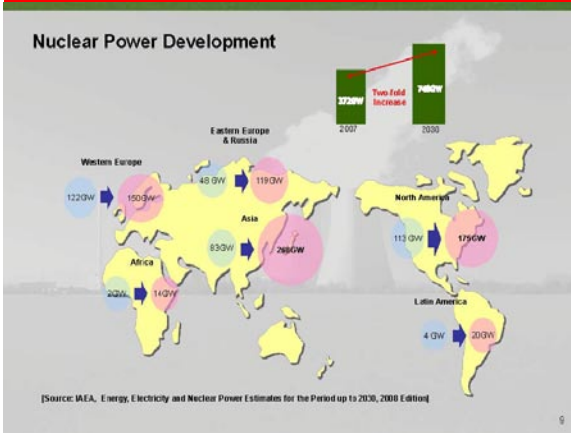 Nuclear Power Development
372GW
Two-fold
Increase
748GW
2007
2030
Eastern Europe
& Russia
Western Europe
48 GW
119GW
122GW
150GW
North America
Asia
83GW
113 GW
175GW
Africa
2GW
14GW
Latin America
4 GW
20GW
[Source: IAEA, Energy, Electricity and Nuclear Power Estimates for the Period up to 2030, 2008 Edition]
9